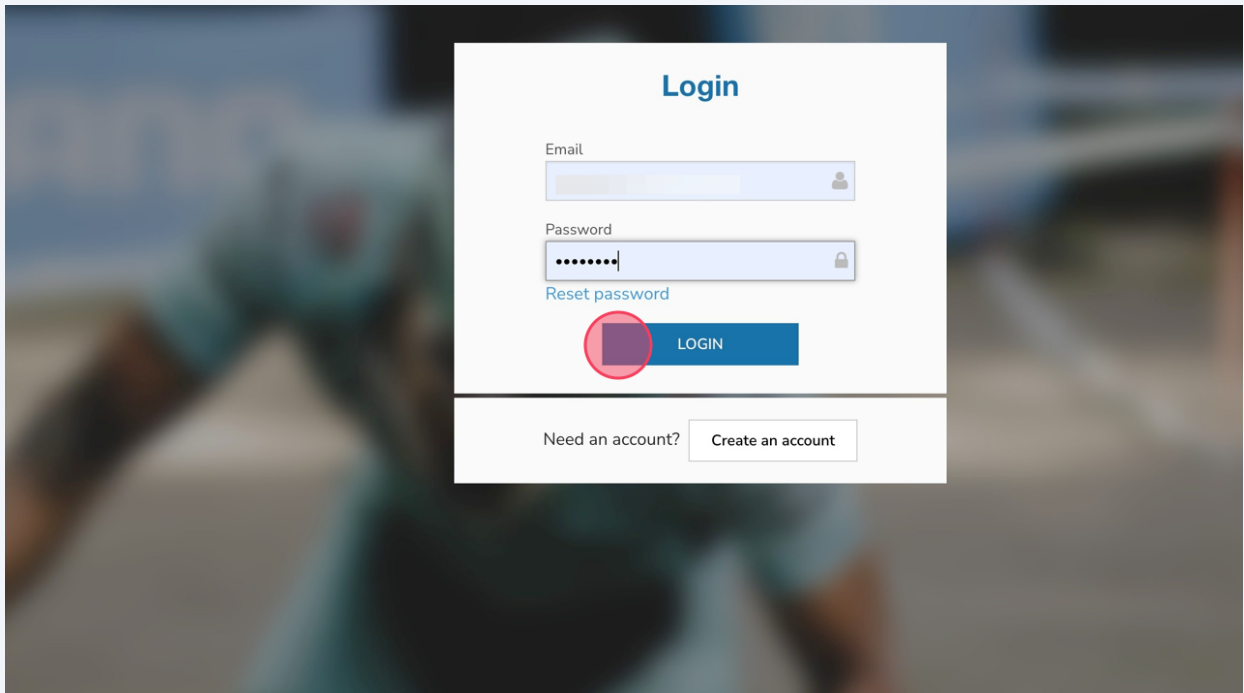 Login
Email
Password
••••••••
Reset password
LOGIN
Need an account? Create an account